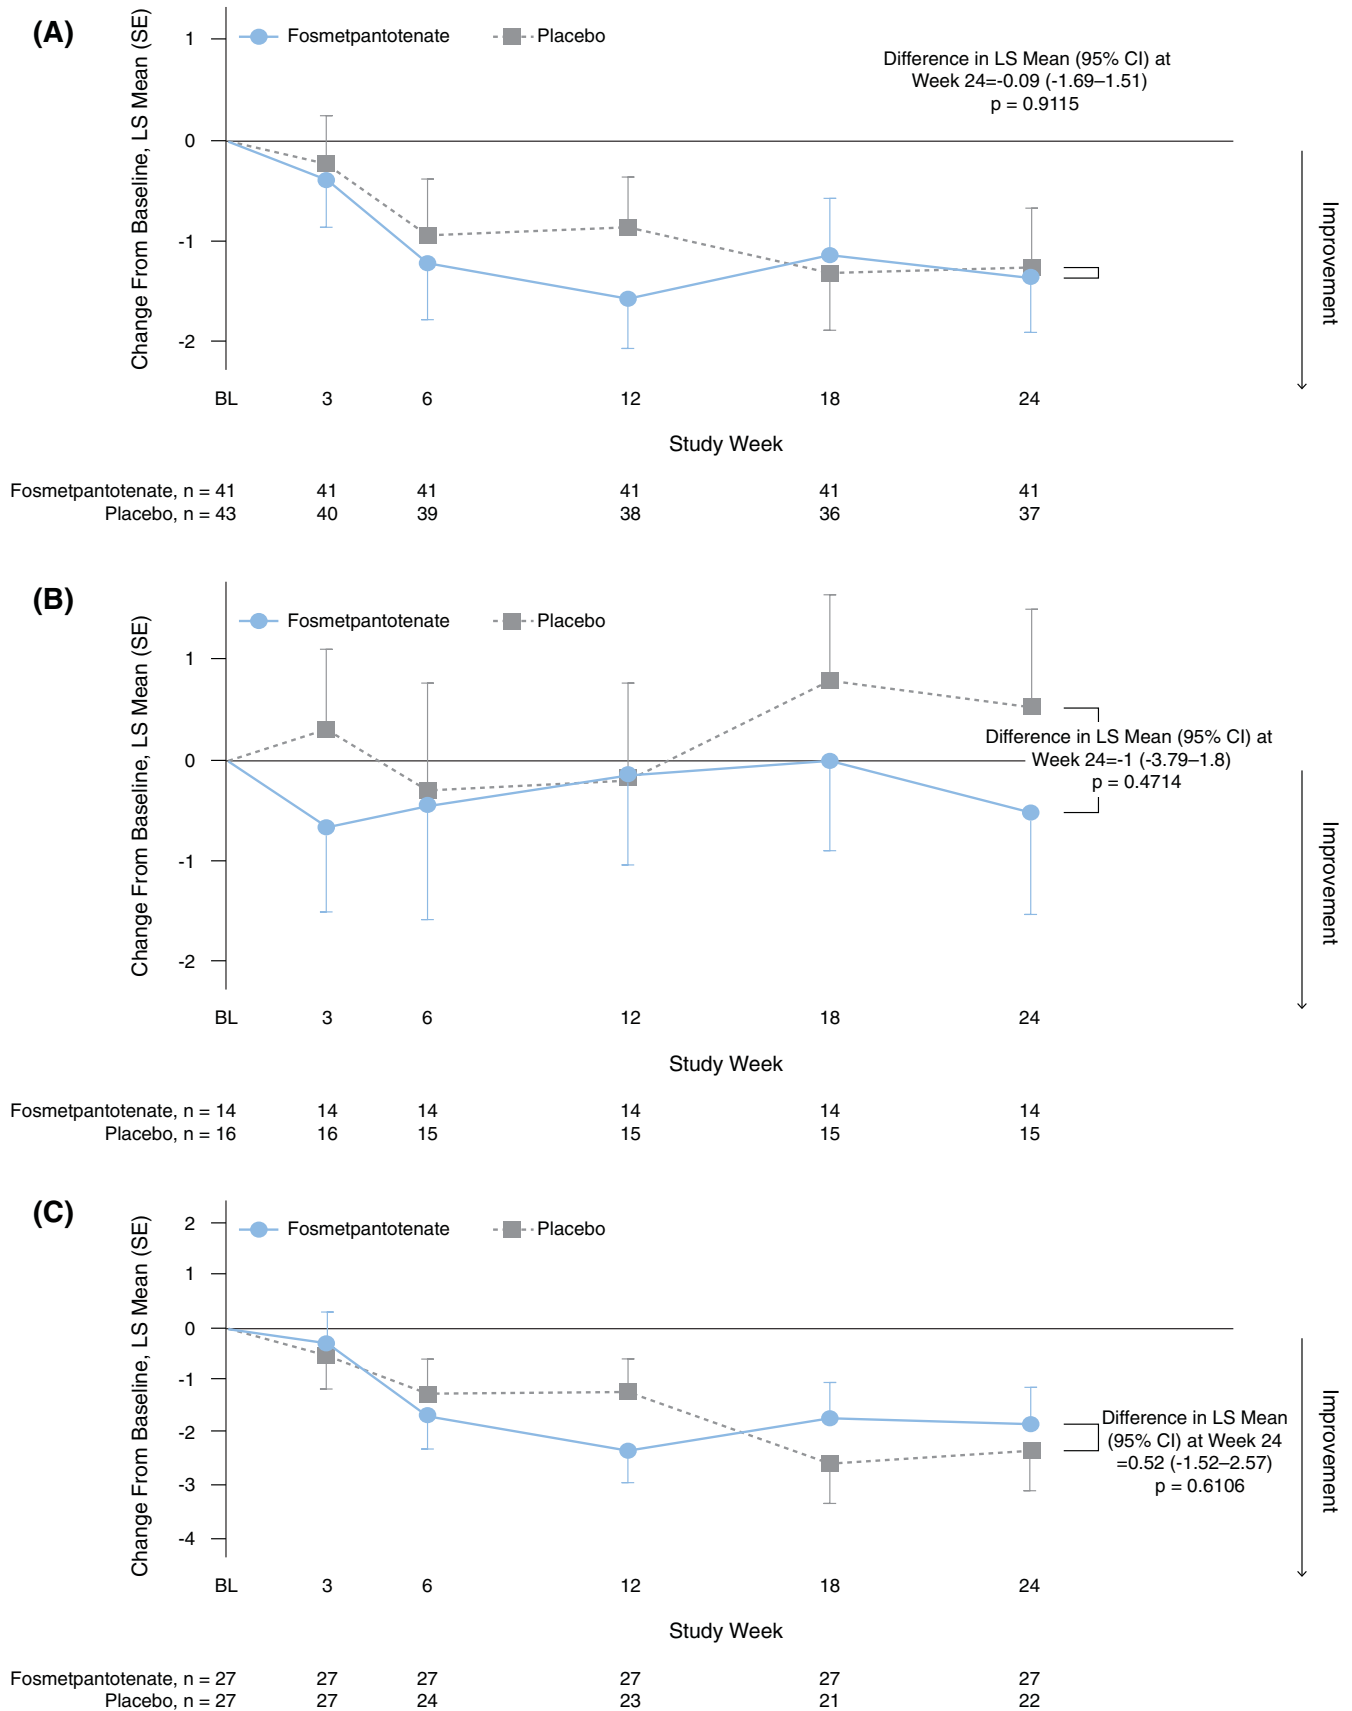 (A)
Change From Baseline, LS Mean (SE)
Fosmetpantotenate
Placebo
Difference in LS Mean (95% CI) at
Week 24=-0.09 (-1.69–1.51)
p = 0.9115
1
0
-1
-2
Improvement
BL 3 6 12 18 24
Study Week
Fosmetpantotenate, n = 41 41 41 41 41 41
Placebo, n = 43 40 39 38 36 37
(B)
Change From Baseline, LS Mean (SE)
Fosmetpantotenate
Placebo
1
0
-1
-2
Difference in LS Mean (95% CI) at
Week 24=-1 (-3.79–1.8)
p = 0.4714
Improvement
BL 3 6 12 18 24
Study Week
Fosmetpantotenate, n = 14 14 14 14 14 14
Placebo, n = 16 16 15 15 15 15
(C)
Change From Baseline, LS Mean (SE)
Fosmetpantotenate
Placebo
2
1
0
-1
-2
-3
-4
Difference in LS Mean
(95% CI) at Week 24
=0.52 (-1.52–2.57)
p = 0.6106
Improvement
BL 3 6 12 18 24
Study Week
Fosmetpantotenate, n = 27 27 27 27 27 27
Placebo, n = 27 27 24 23 21 22